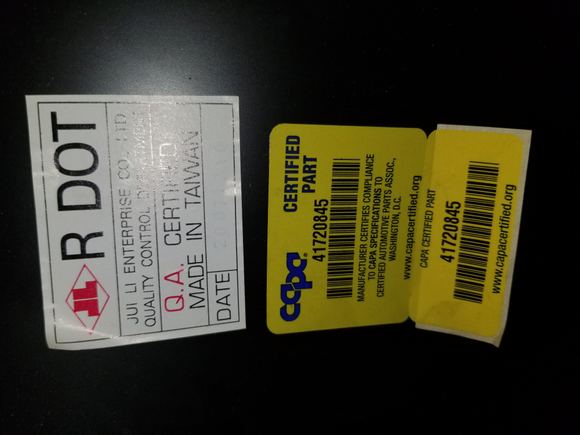 JL R DOT
JUI LI ENTERPRISE CO., LTD.
QUALITY CONTROL DEPARTMENT
Q.A. CERTIFIED
MADE IN TAIWAN
DATE
capa
CERTIFIED
PART
41720845
MANUFACTURER CERTIFIES COMPLIANCE
TO CAPA SPECIFICATIONS TO
CERTIFIED AUTOMOTIVE PARTS ASSOC.,
WASHINGTON, D.C.
www.capacertified.org
CAPA CERTIFIED PART
41720845
www.capacertified.org